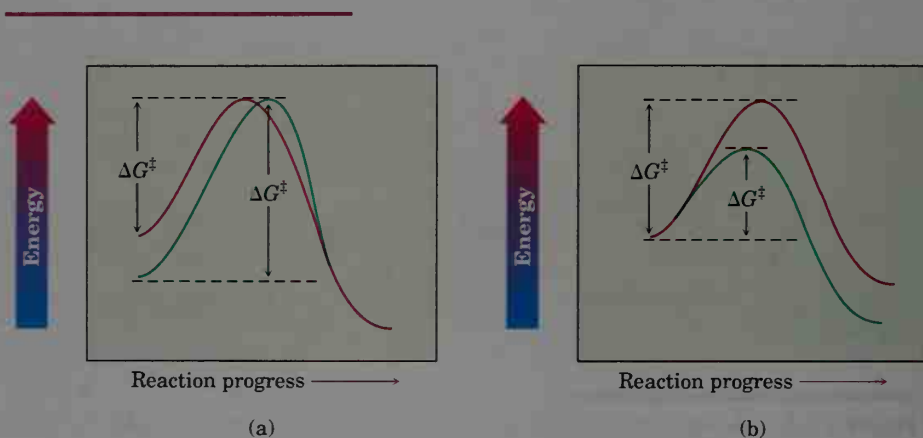 ΔG‡
ΔG‡
Energy
Reaction progress
(a)
ΔG‡
ΔG‡
Energy
Reaction progress
(b)